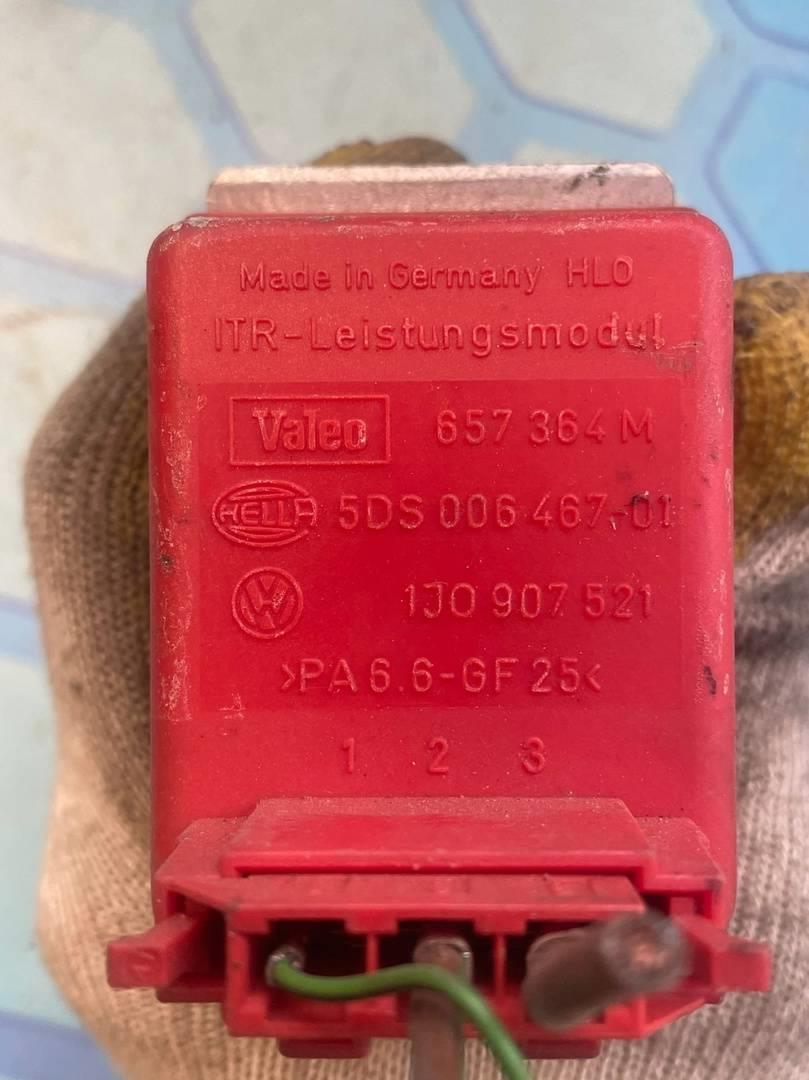 Made in Germany HLO
ITR-Leistungsmodul
Valeo 657 364 M
HELLA 5DS 006 467-01
VW 1J0 907 521
>PA 6.6-GF 25<
1 2 3